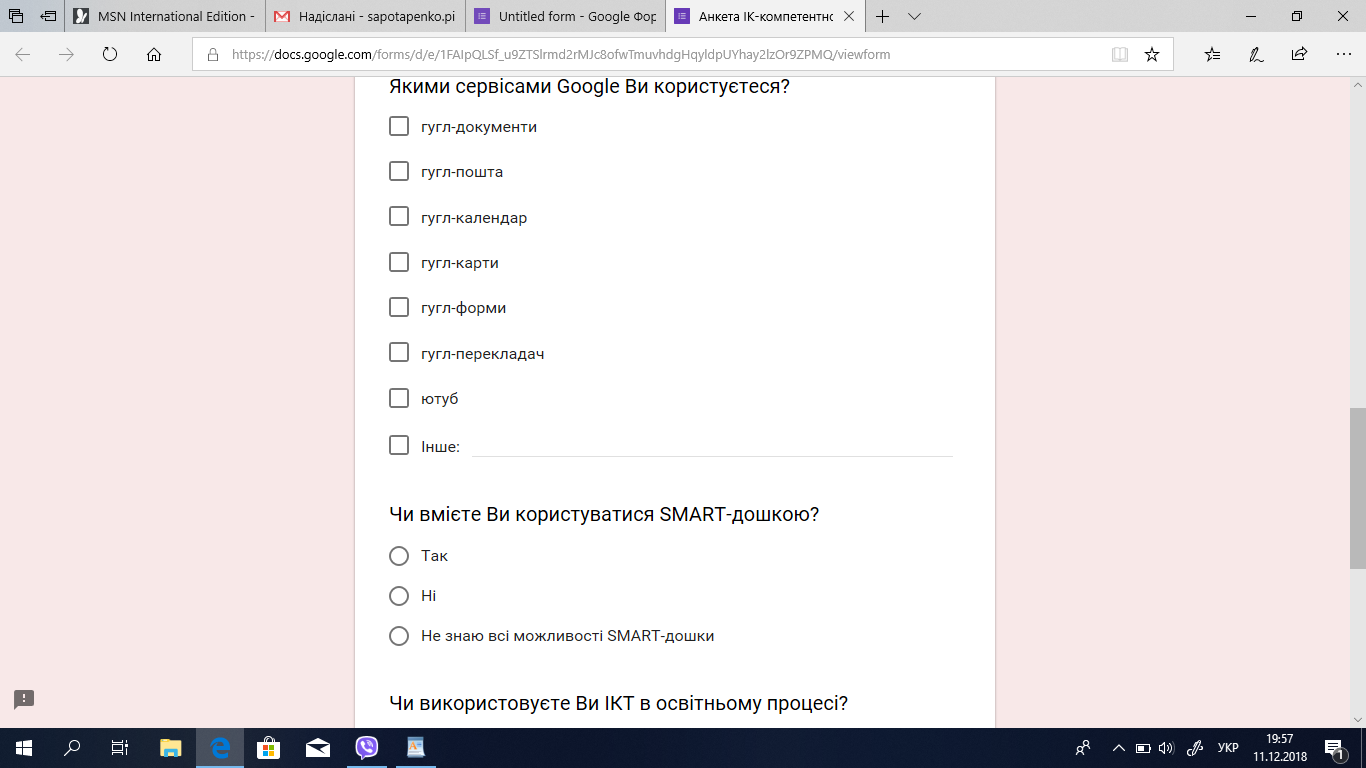 MSN International Edition -
Надіслані - sapotapenko.pi
Untitled form - Google Фор
Анкета ІК-компетентно
https://docs.google.com/forms/d/e/1FAIpQLSf_u9ZTSlrmd2rMJc8ofwTmuvhdgHqyldpUYhay2lzOr9ZPMQ/viewform
Якими сервісами Google Ви користуєтеся?
гугл-документи
гугл-пошта
гугл-календар
гугл-карти
гугл-форми
гугл-перекладач
ютуб
Інше:
Чи вмієте Ви користуватися SMART-дошкою?
Так
Ні
Не знаю всі можливості SMART-дошки
Чи використовуєте Ви ІКТ в освітньому процесі?
УКР
19:57
11.12.2018
1